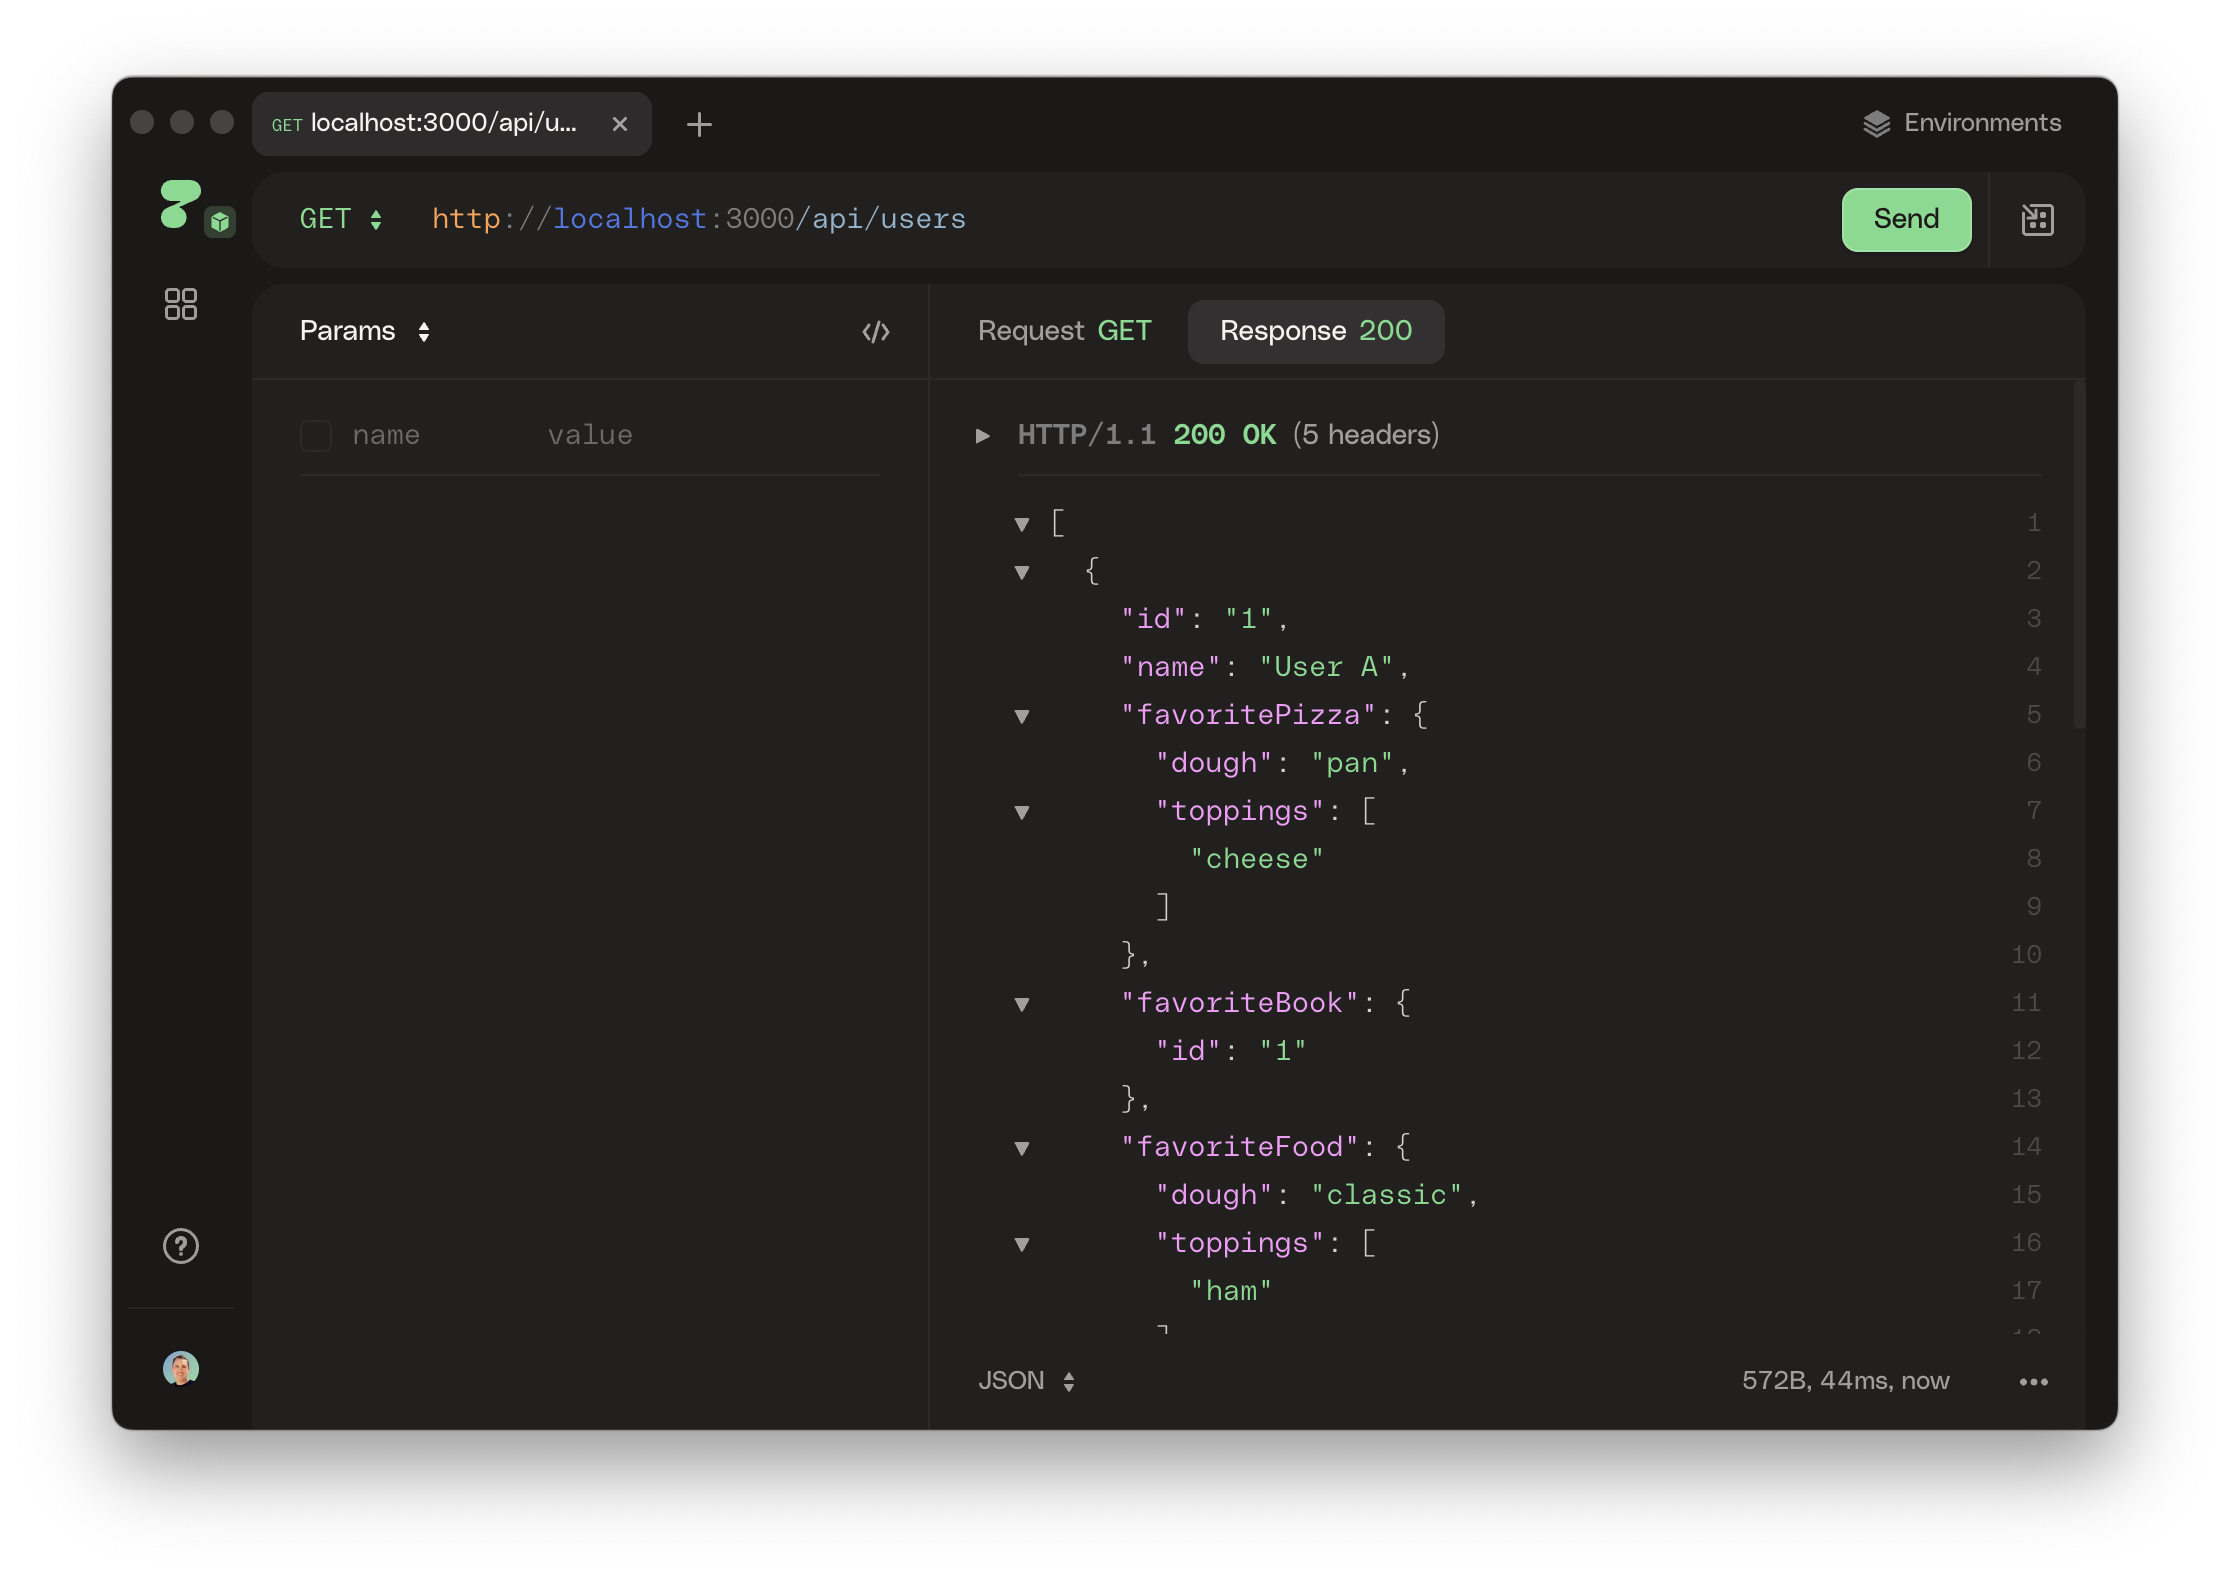 GET localhost:3000/api/u...
Environments
GET http://localhost:3000/api/users
Send
Params
Request GET
Response 200
name value
HTTP/1.1 200 OK (5 headers)
[ 1
{ 2
"id": "1", 3
"name": "User A", 4
"favoritePizza": { 5
"dough": "pan", 6
"toppings": [ 7
"cheese" 8
] 9
}, 10
"favoriteBook": { 11
"id": "1" 12
}, 13
"favoriteFood": { 14
"dough": "classic", 15
"toppings": [ 16
"ham" 17
JSON
572B, 44ms, now